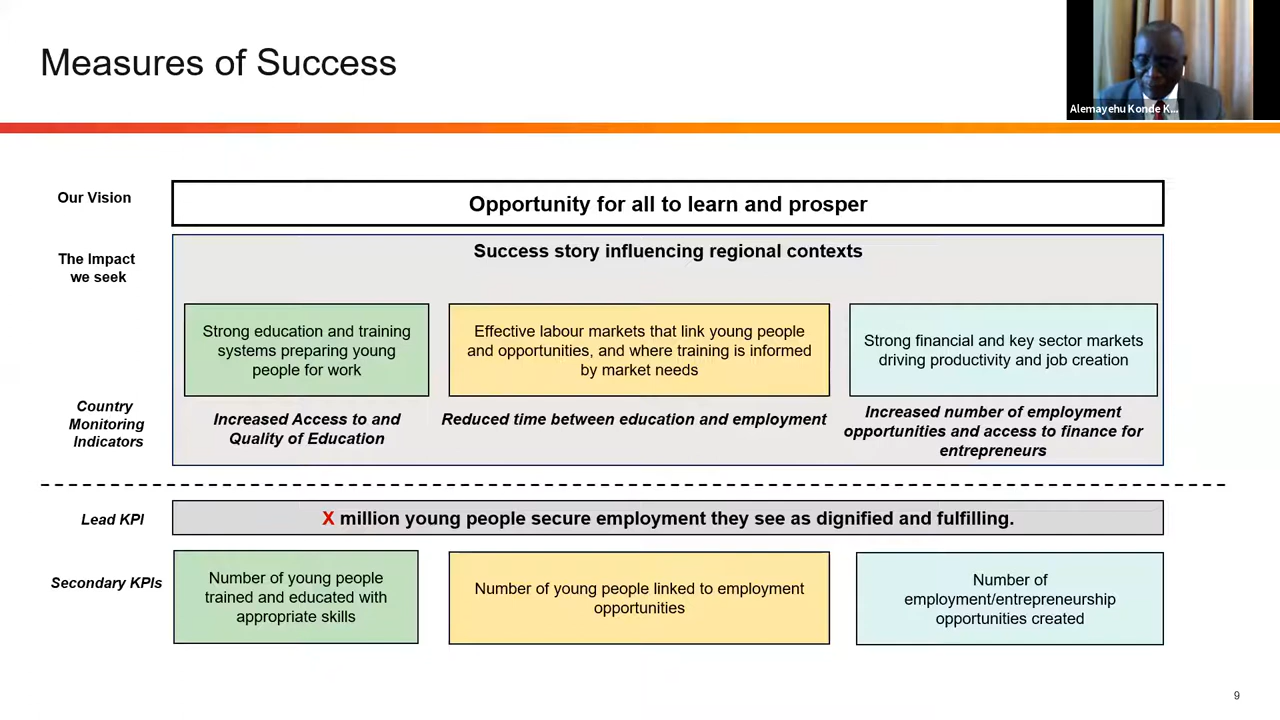 Measures of Success
Alemayehu Konde K...
Our Vision
Opportunity for all to learn and prosper
The Impact
we seek
Success story influencing regional contexts
Strong education and training
systems preparing young
people for work
Effective labour markets that link young people
and opportunities, and where training is informed
by market needs
Strong financial and key sector markets
driving productivity and job creation
Country
Monitoring
Indicators
Increased Access to and
Quality of Education
Reduced time between education and employment
Increased number of employment
opportunities and access to finance for
entrepreneurs
Lead KPI
X million young people secure employment they see as dignified and fulfilling.
Secondary KPIs
Number of young people
trained and educated with
appropriate skills
Number of young people linked to employment
opportunities
Number of
employment/entrepreneurship
opportunities created
9